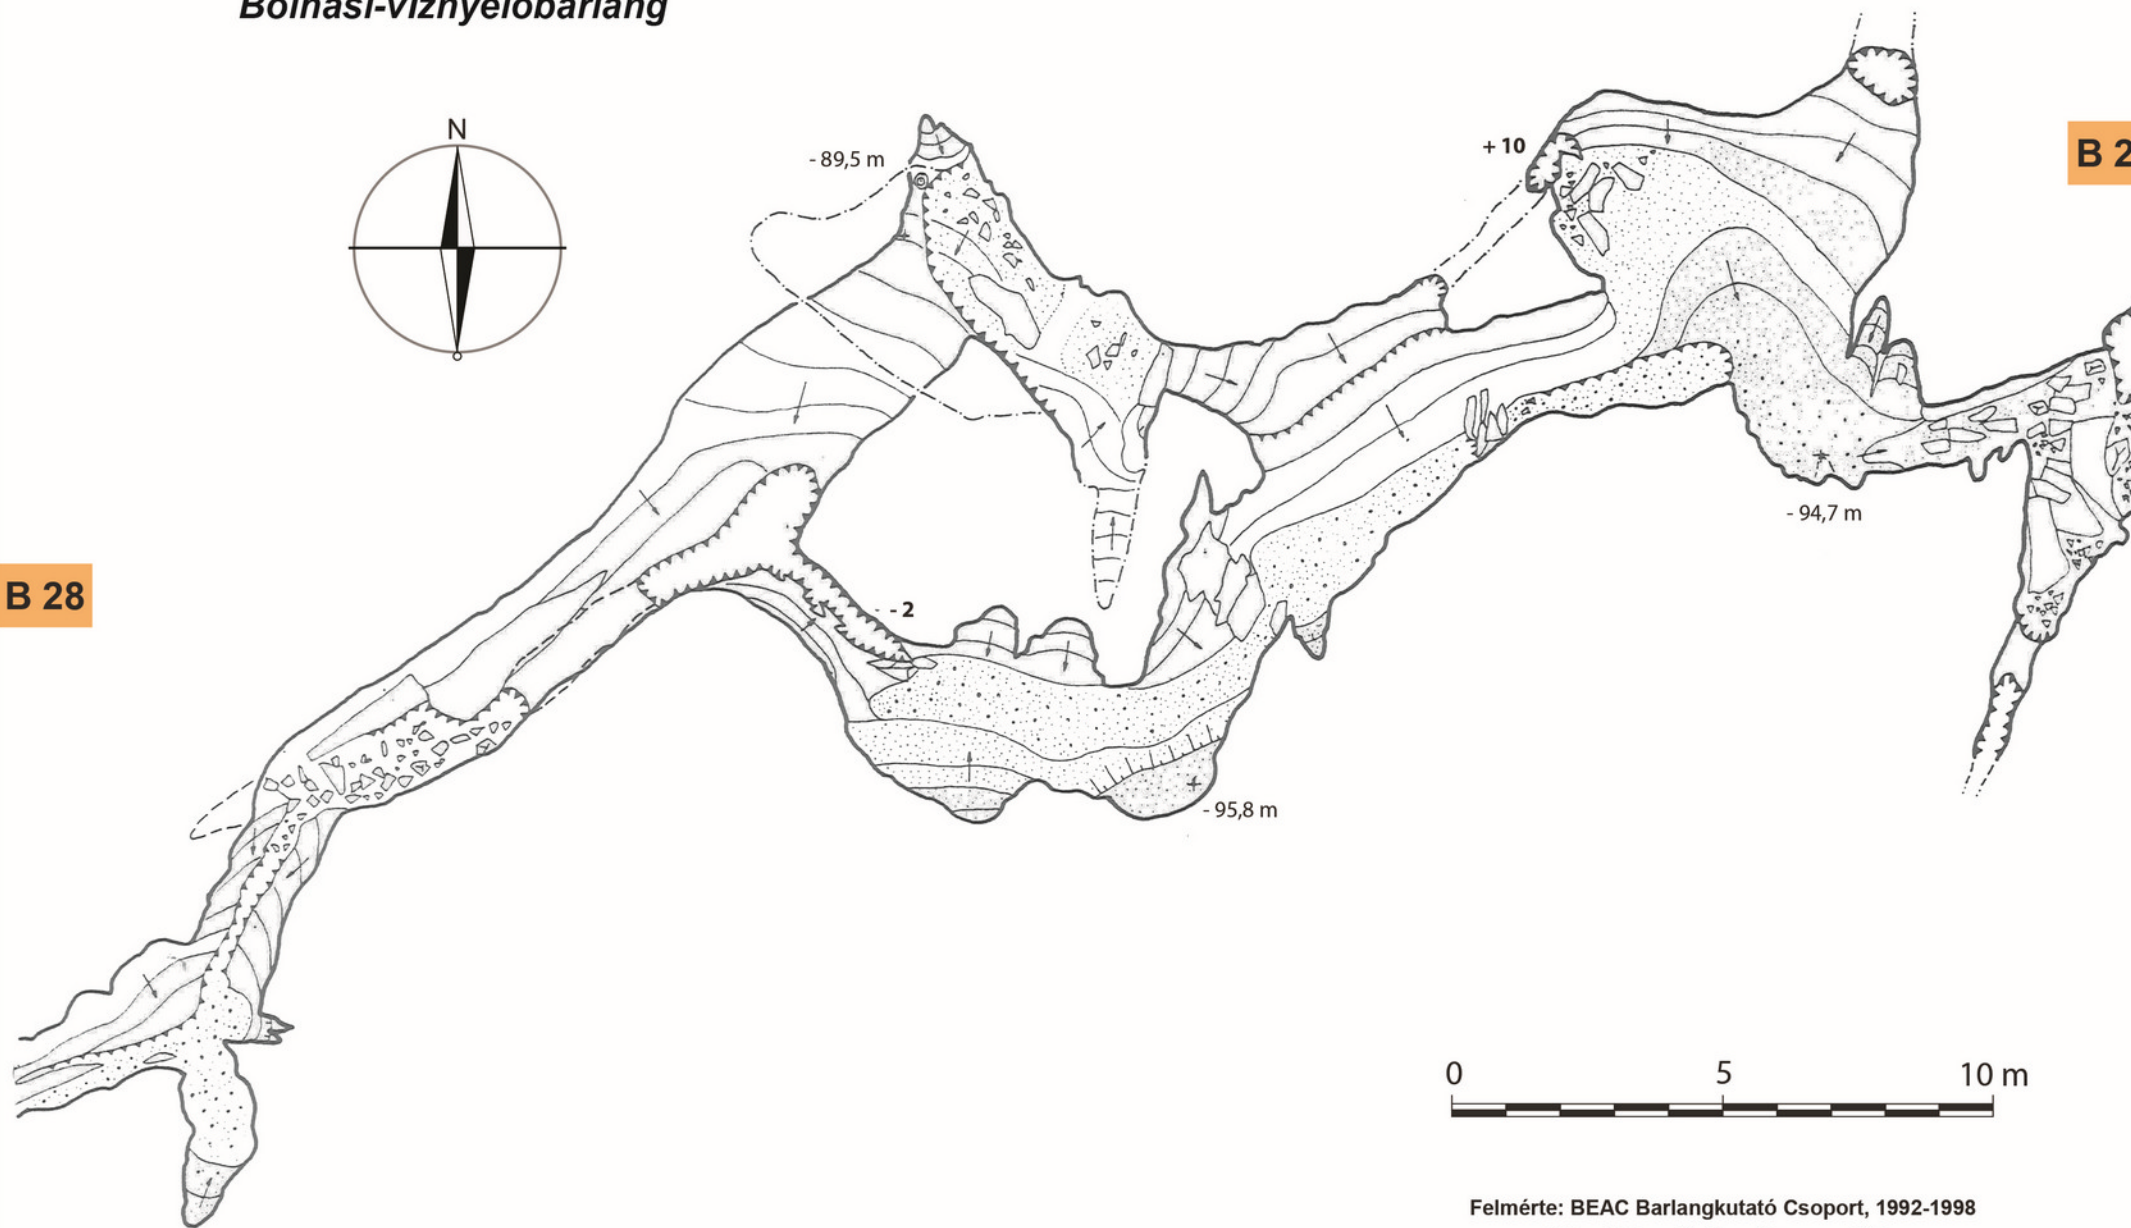 Bolhási-víznyelőbarlang
N
- 89,5 m
+ 10
B 2
- 94,7 m
B 28
- 2
- 95,8 m
0 5 10 m
Felmérte: BEAC Barlangkutató Csoport, 1992-1998